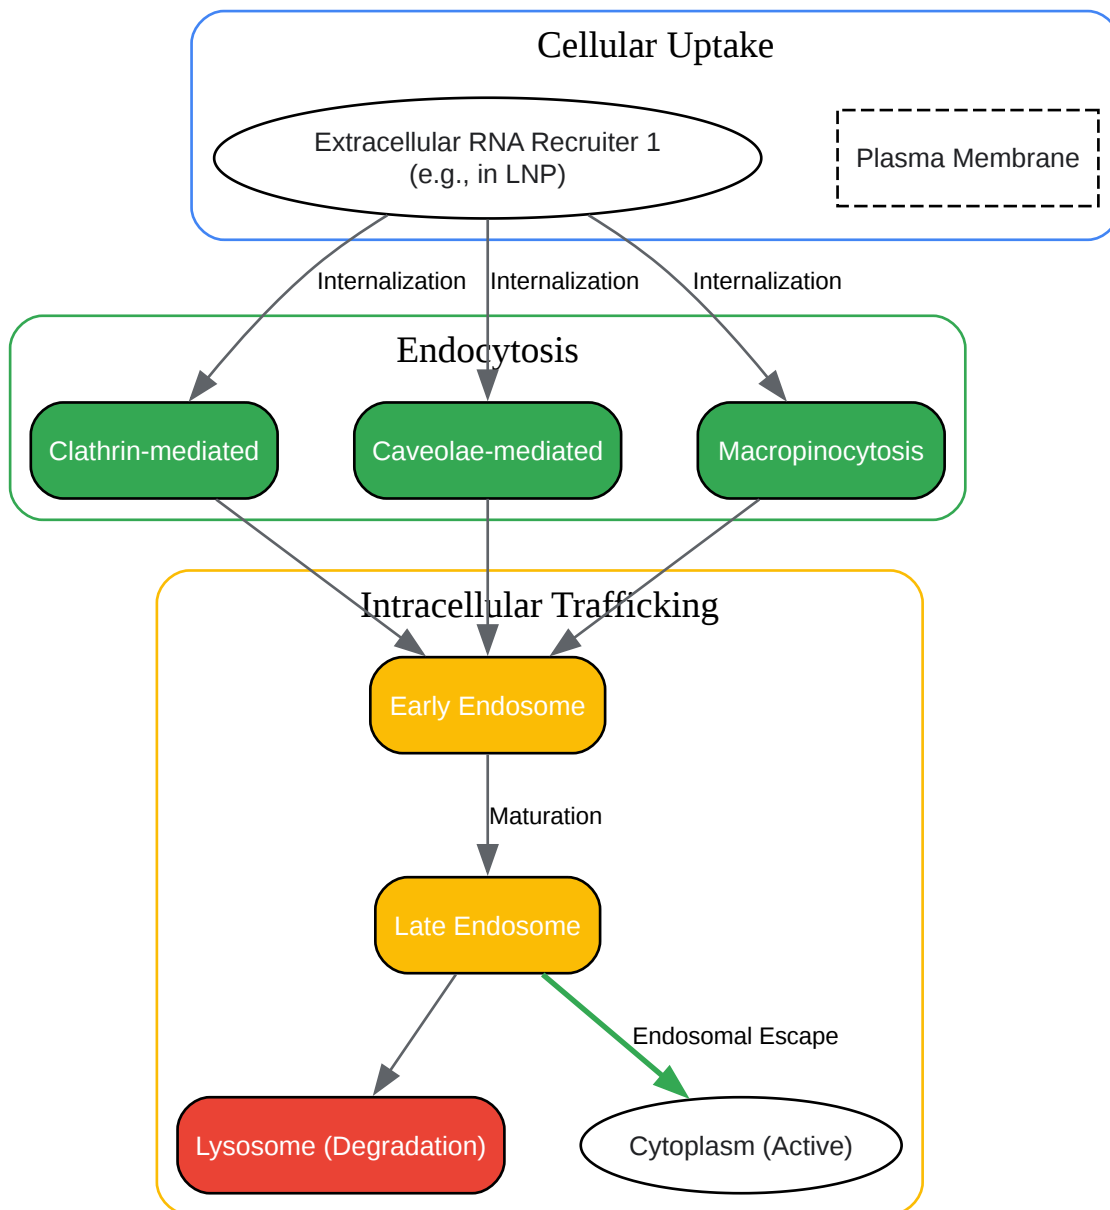 Cellular Uptake
Extracellular RNA Recruiter 1
(e.g., in LNP)
Plasma Membrane
Internalization
Internalization
Internalization
Endocytosis
Clathrin-mediated
Caveolae-mediated
Macropinocytosis
Intracellular Trafficking
Early Endosome
Maturation
Late Endosome
Endosomal Escape
Lysosome (Degradation)
Cytoplasm (Active)